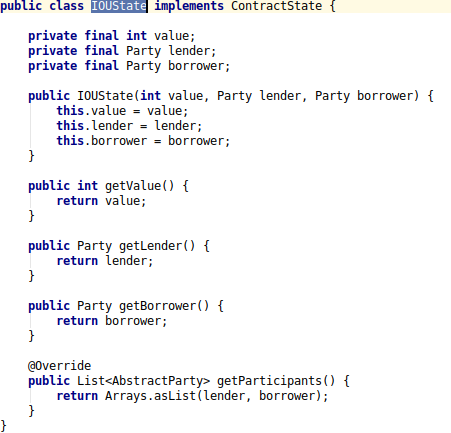 public class IOUState implements ContractState {
    private final int value;
    private final Party lender;
    private final Party borrower;
    public IOUState(int value, Party lender, Party borrower) {
        this.value = value;
        this.lender = lender;
        this.borrower = borrower;
    }
    public int getValue() {
        return value;
    }
    public Party getLender() {
        return lender;
    }
    public Party getBorrower() {
        return borrower;
    }
    @Override
    public List<AbstractParty> getParticipants() {
        return Arrays.asList(lender, borrower);
    }
}